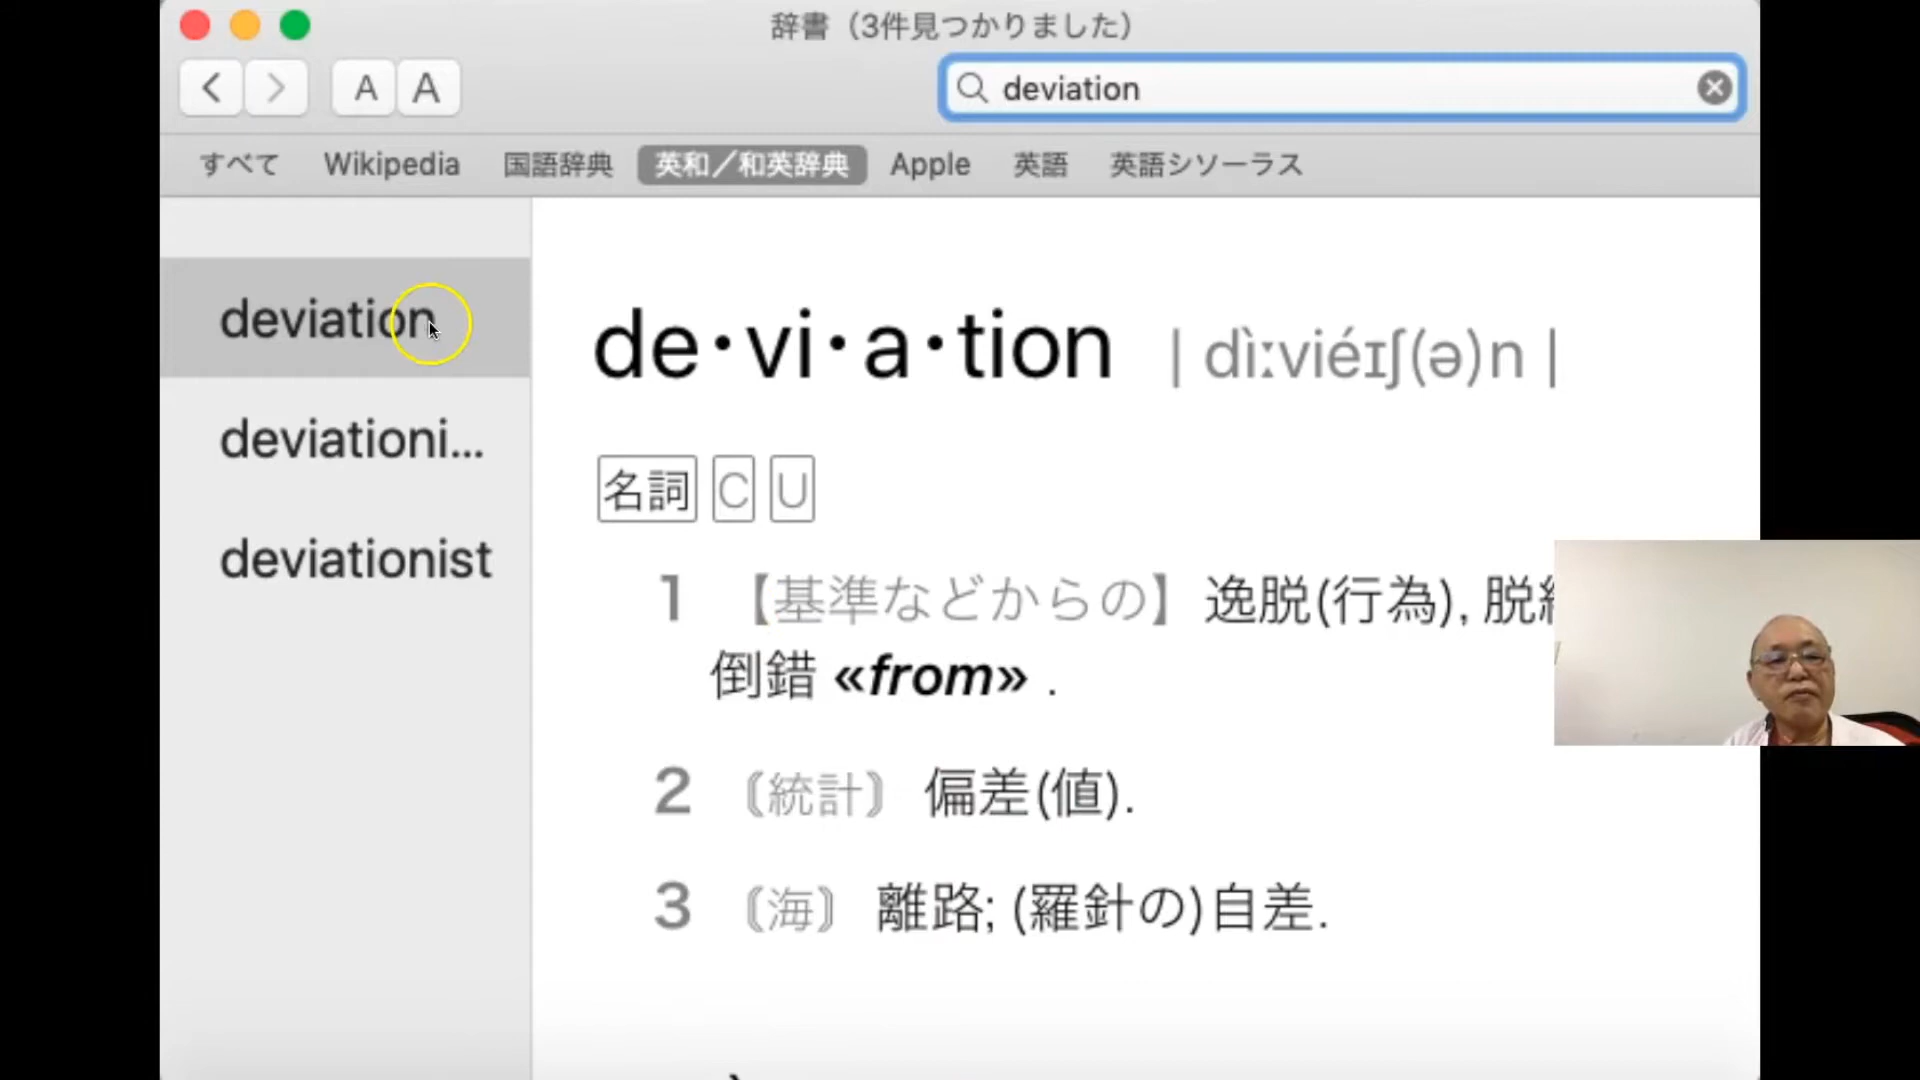 辞書（3件見つかりました）
A A
deviation
すべて Wikipedia 国語辞典 英和／和英辞典 Apple 英語 英語シソーラス
deviation
deviationi...
deviationist
de·vi·a·tion | dìːviéɪʃ(ə)n |
名詞 C U
1 【基準などからの】 逸脱(行為), 脱
倒錯 «from» .
2 〘統計〙 偏差(値).
3 〘海〙 離路; (羅針の)自差.